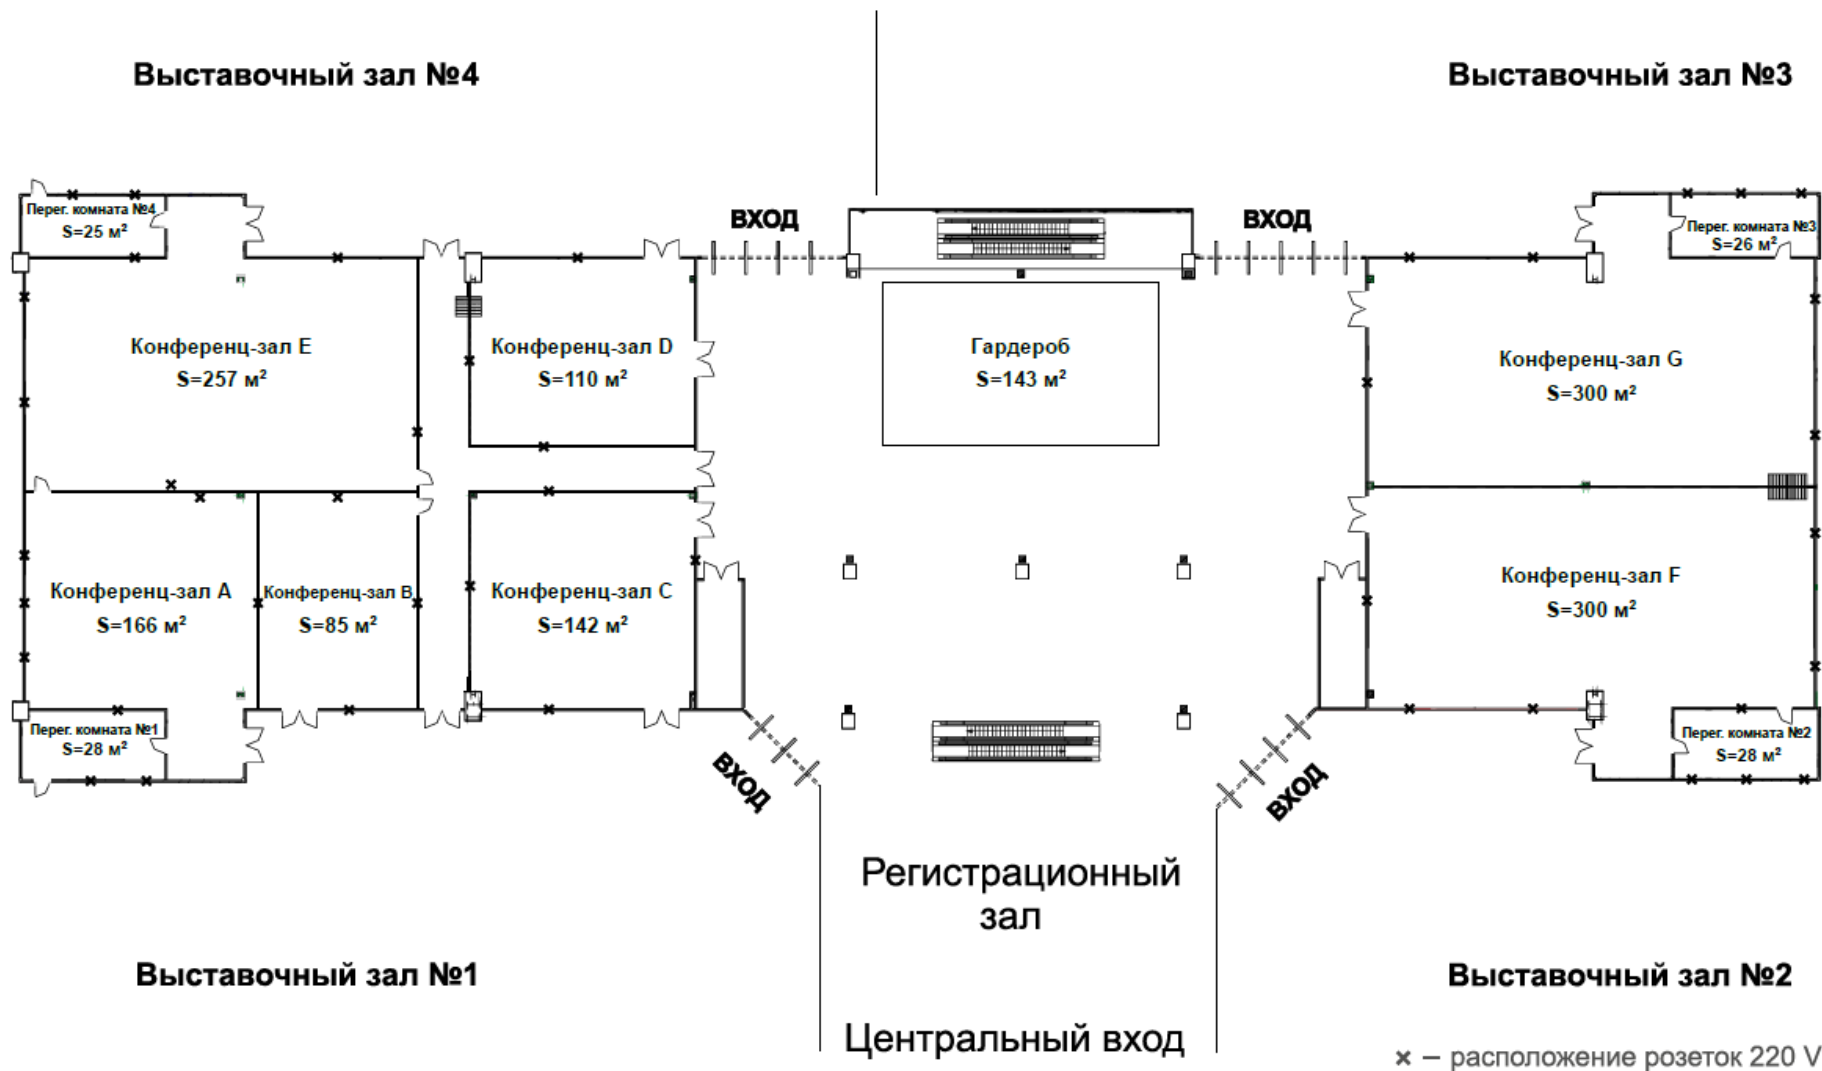 Выставочный зал №4
Выставочный зал №3
Перег. комната №4
S=25 м²
ВХОД
ВХОД
Перег. комната №3
S=26 м²
Конференц-зал E
S=257 м²
Конференц-зал D
S=110 м²
Гардероб
S=143 м²
Конференц-зал G
S=300 м²
Конференц-зал A
S=166 м²
Конференц-зал B
S=85 м²
Конференц-зал C
S=142 м²
Конференц-зал F
S=300 м²
Перег. комната №1
S=28 м²
ВХОД
ВХОД
Перег. комната №2
S=28 м²
Регистрационный
зал
Выставочный зал №1
Выставочный зал №2
Центральный вход
× – расположение розеток 220 V